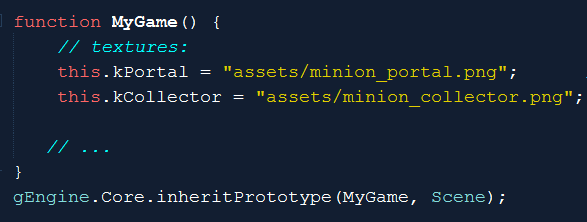 function MyGame() {
// textures:
this.kPortal = "assets/minion_portal.png";
this.kCollector = "assets/minion_collector.png";
// ...
}
gEngine.Core.inheritPrototype(MyGame, Scene);